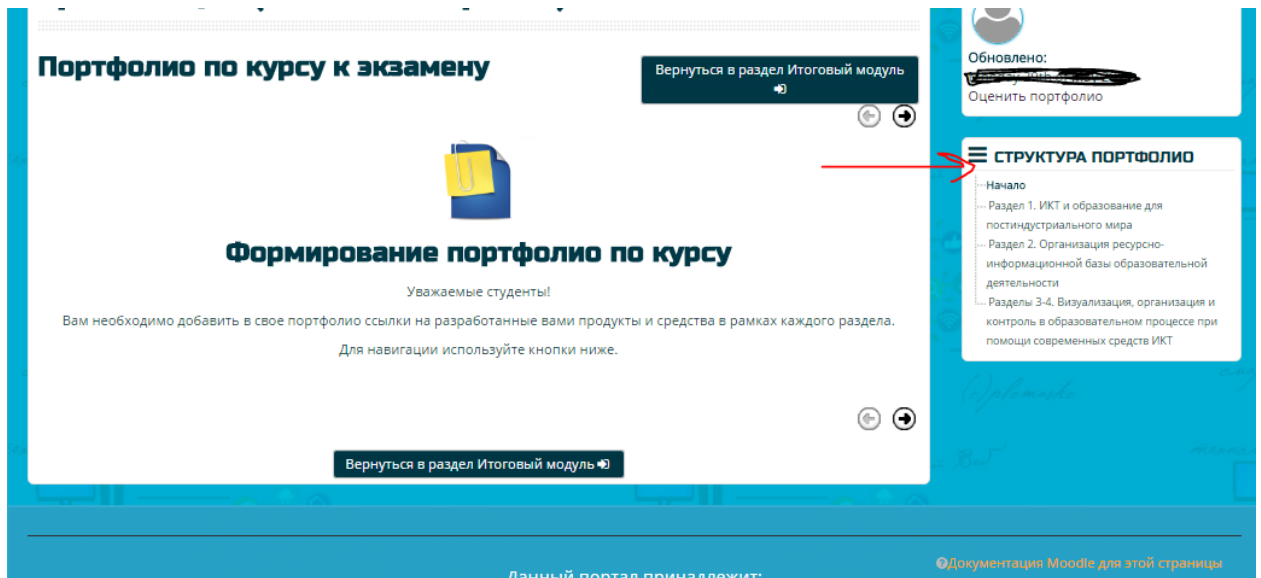 Портфолио по курсу к экзамену
Вернуться в раздел Итоговый модуль
Формирование портфолио по курсу
Уважаемые студенты!
Вам необходимо добавить в свое портфолио ссылки на разработанные вами продукты и средства в рамках каждого раздела.
Для навигации используйте кнопки ниже.
Вернуться в раздел Итоговый модуль
Обновлено:
Оценить портфолио
СТРУКТУРА ПОРТФОЛИО
Начало
Раздел 1. ИКТ и образование для
постиндустриального мира
Раздел 2. Организация ресурсно-
информационной базы образовательной
деятельности
Разделы 3-4. Визуализация, организация и
контроль в образовательном процессе при
помощи современных средств ИКТ
Документация Moodle для этой страницы
Данный портал принадлежит: